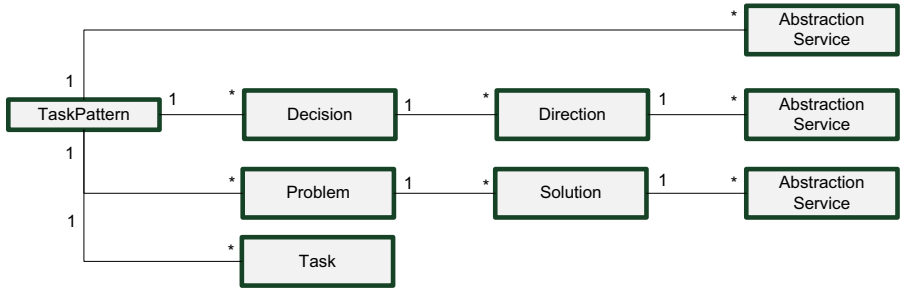 * Abstraction
Service
1
TaskPattern 1 * Decision 1 * Direction 1 * Abstraction
Service
1
* Problem 1 * Solution 1 * Abstraction
Service
1
* Task